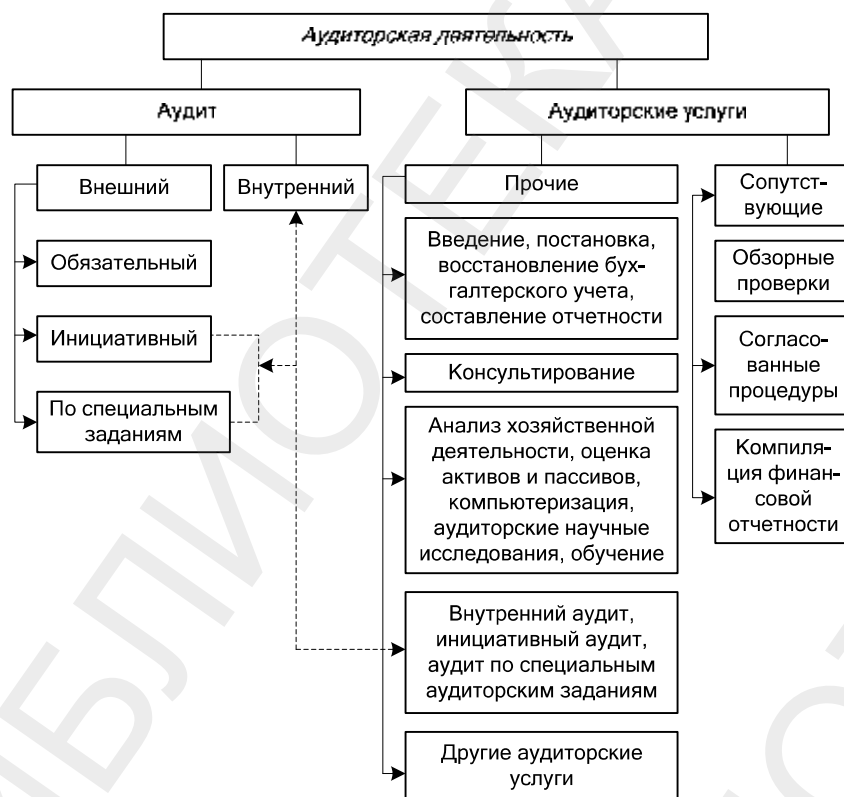 Аудиторская деятельность
Аудит
Аудиторские услуги
Внешний
Внутренний
Обязательный
Инициативный
По специальным
заданиям
Прочие
Введение, постановка,
восстановление бух-
галтерского учета,
составление отчетности
Консультирование
Анализ хозяйственной
деятельности, оценка
активов и пассивов,
компьютеризация,
аудиторские научные
исследования, обучение
Внутренний аудит,
инициативный аудит,
аудит по специальным
аудиторским заданиям
Другие аудиторские
услуги
Сопутст-
вующие
Обзорные
проверки
Согласо-
ванные
процедуры
Компиля-
ция финан-
совой
отчетности